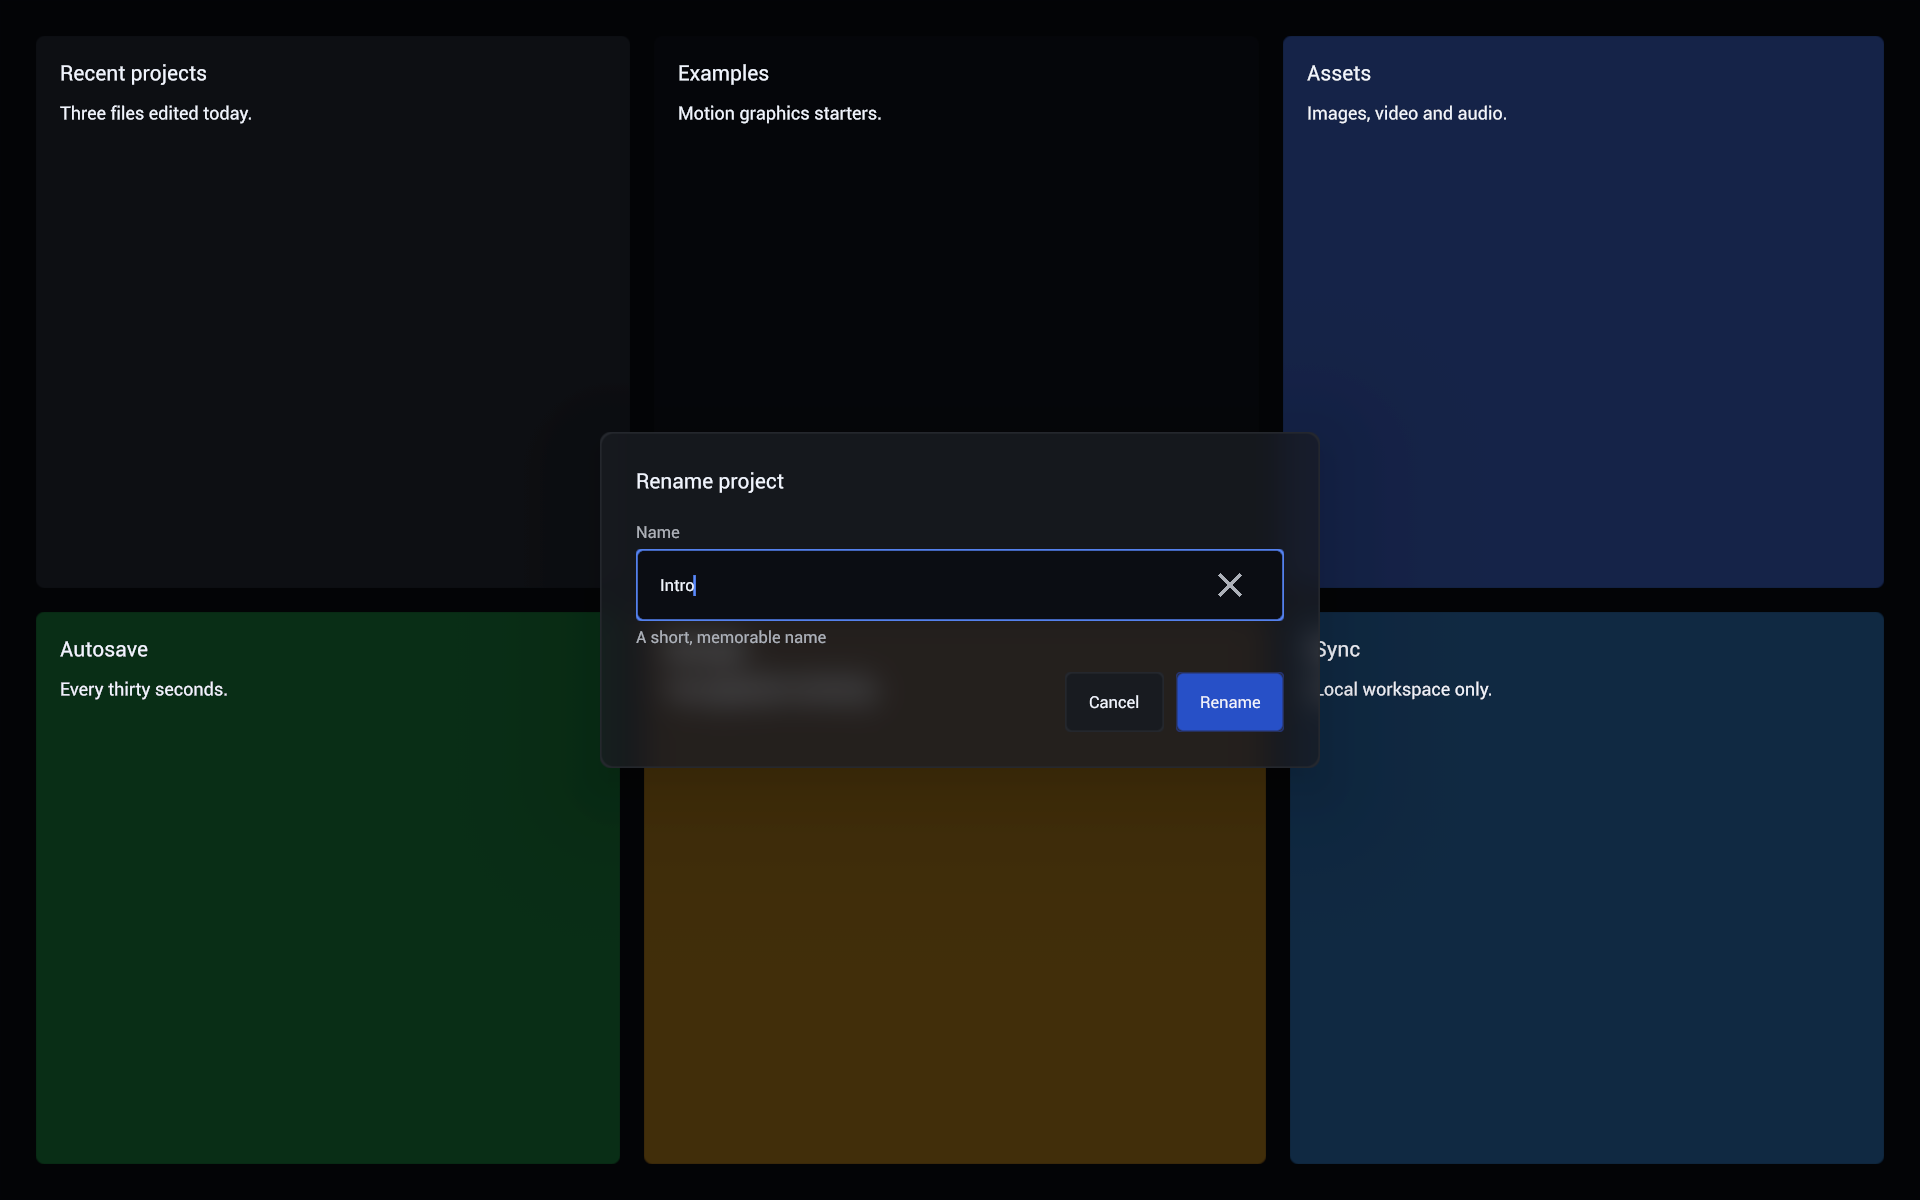 Recent projects
Three files edited today.
Examples
Motion graphics starters.
Assets
Images, video and audio.
Rename project
Name
Intro
A short, memorable name
Cancel
Rename
Autosave
Every thirty seconds.
Sync
Local workspace only.